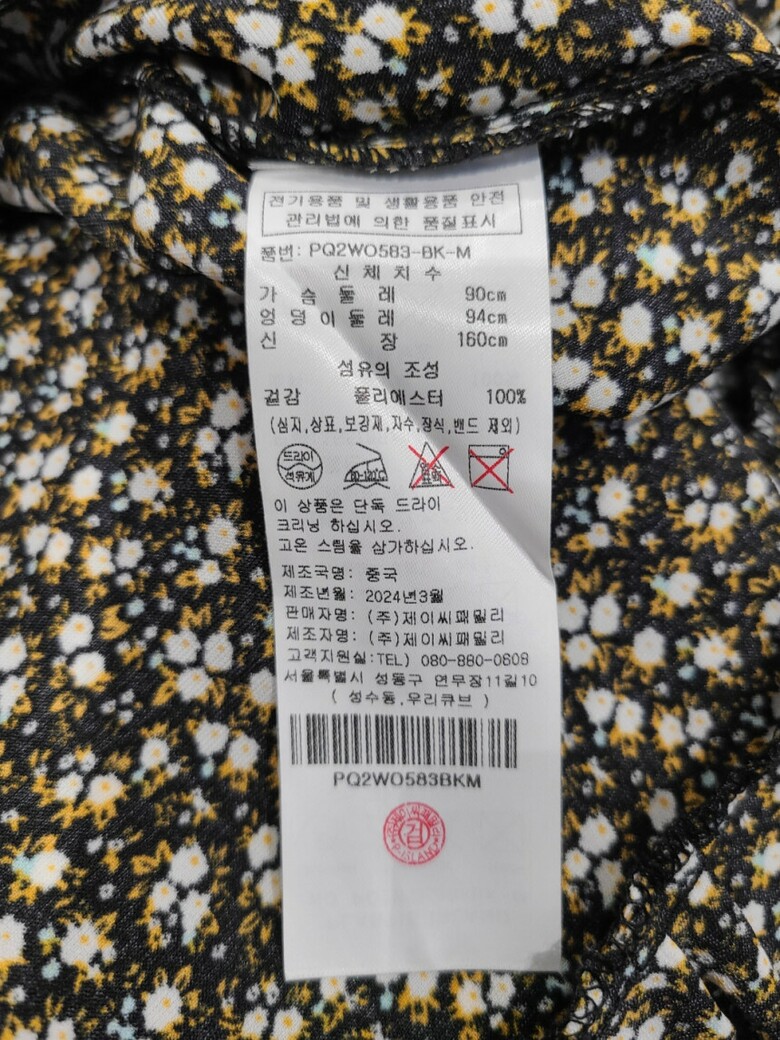 전기용품 및 생활용품 안전
관리법에 의한 품질표시
품번: PQ2WO583-BK-M
신 체 치 수
가 슴 둘 레 90cm
엉 덩 이 둘 레 94cm
신 장 160cm
섬유의 조성
겉감 폴리에스터 100%
(심지,상표,보강재,자수,장식,밴드 제외)
드라이
석유계
80-120℃
이 상품은 단독 드라이
크리닝 하십시오.
고온 스팀을 삼가하십시오.
제조국명: 중국
제조년월: 2024년3월
판매자명: (주)제이씨패밀리
제조자명: (주)제이씨패밀리
고객지원실:TEL) 080-880-0808
서울특별시 성동구 연무장11길10
( 성수동,우리큐브 )
PQ2WO583BKM
검
P·ISLAND